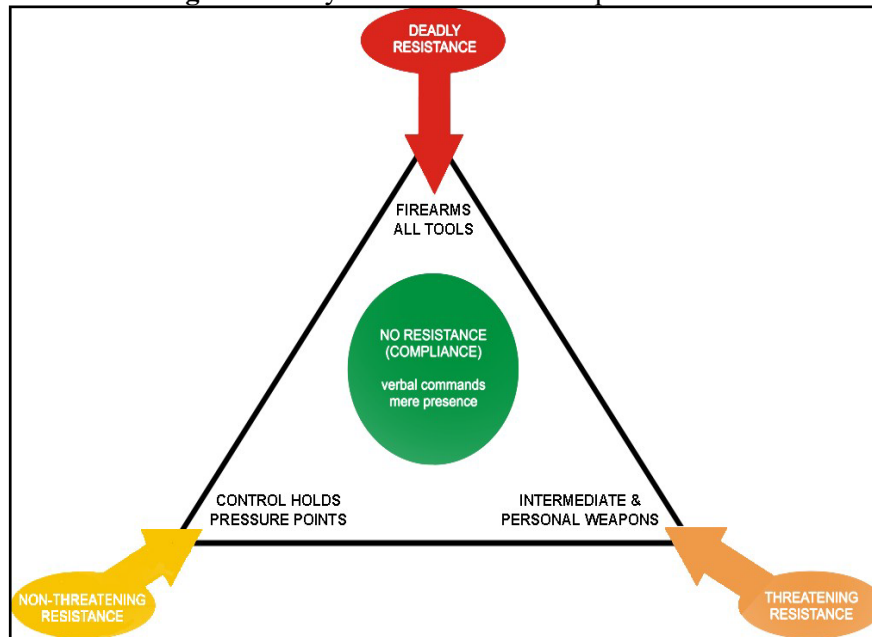 DEADLY
RESISTANCE
FIREARMS
ALL TOOLS
NO RESISTANCE
(COMPLIANCE)
verbal commands
mere presence
CONTROL HOLDS
PRESSURE POINTS
INTERMEDIATE &
PERSONAL WEAPONS
NON-THREATENING
RESISTANCE
THREATENING
RESISTANCE